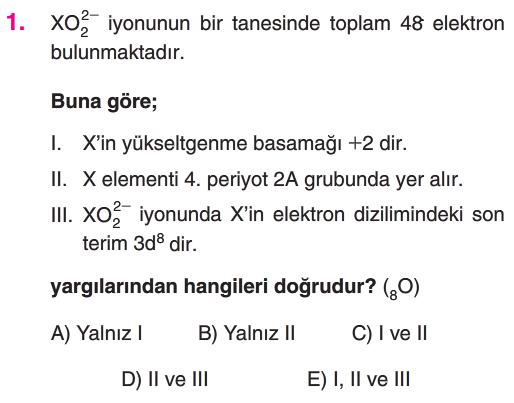 1. XO₂²⁻ iyonunun bir tanesinde toplam 48 elektron
bulunmaktadır.
Buna göre;
I. X'in yükseltgenme basamağı +2 dir.
II. X elementi 4. periyot 2A grubunda yer alır.
III. XO₂²⁻ iyonunda X'in elektron dizilimindeki son
terim 3d⁸ dir.
yargılarından hangileri doğrudur? (₈O)
A) Yalnız I B) Yalnız II C) I ve II
D) II ve III E) I, II ve III